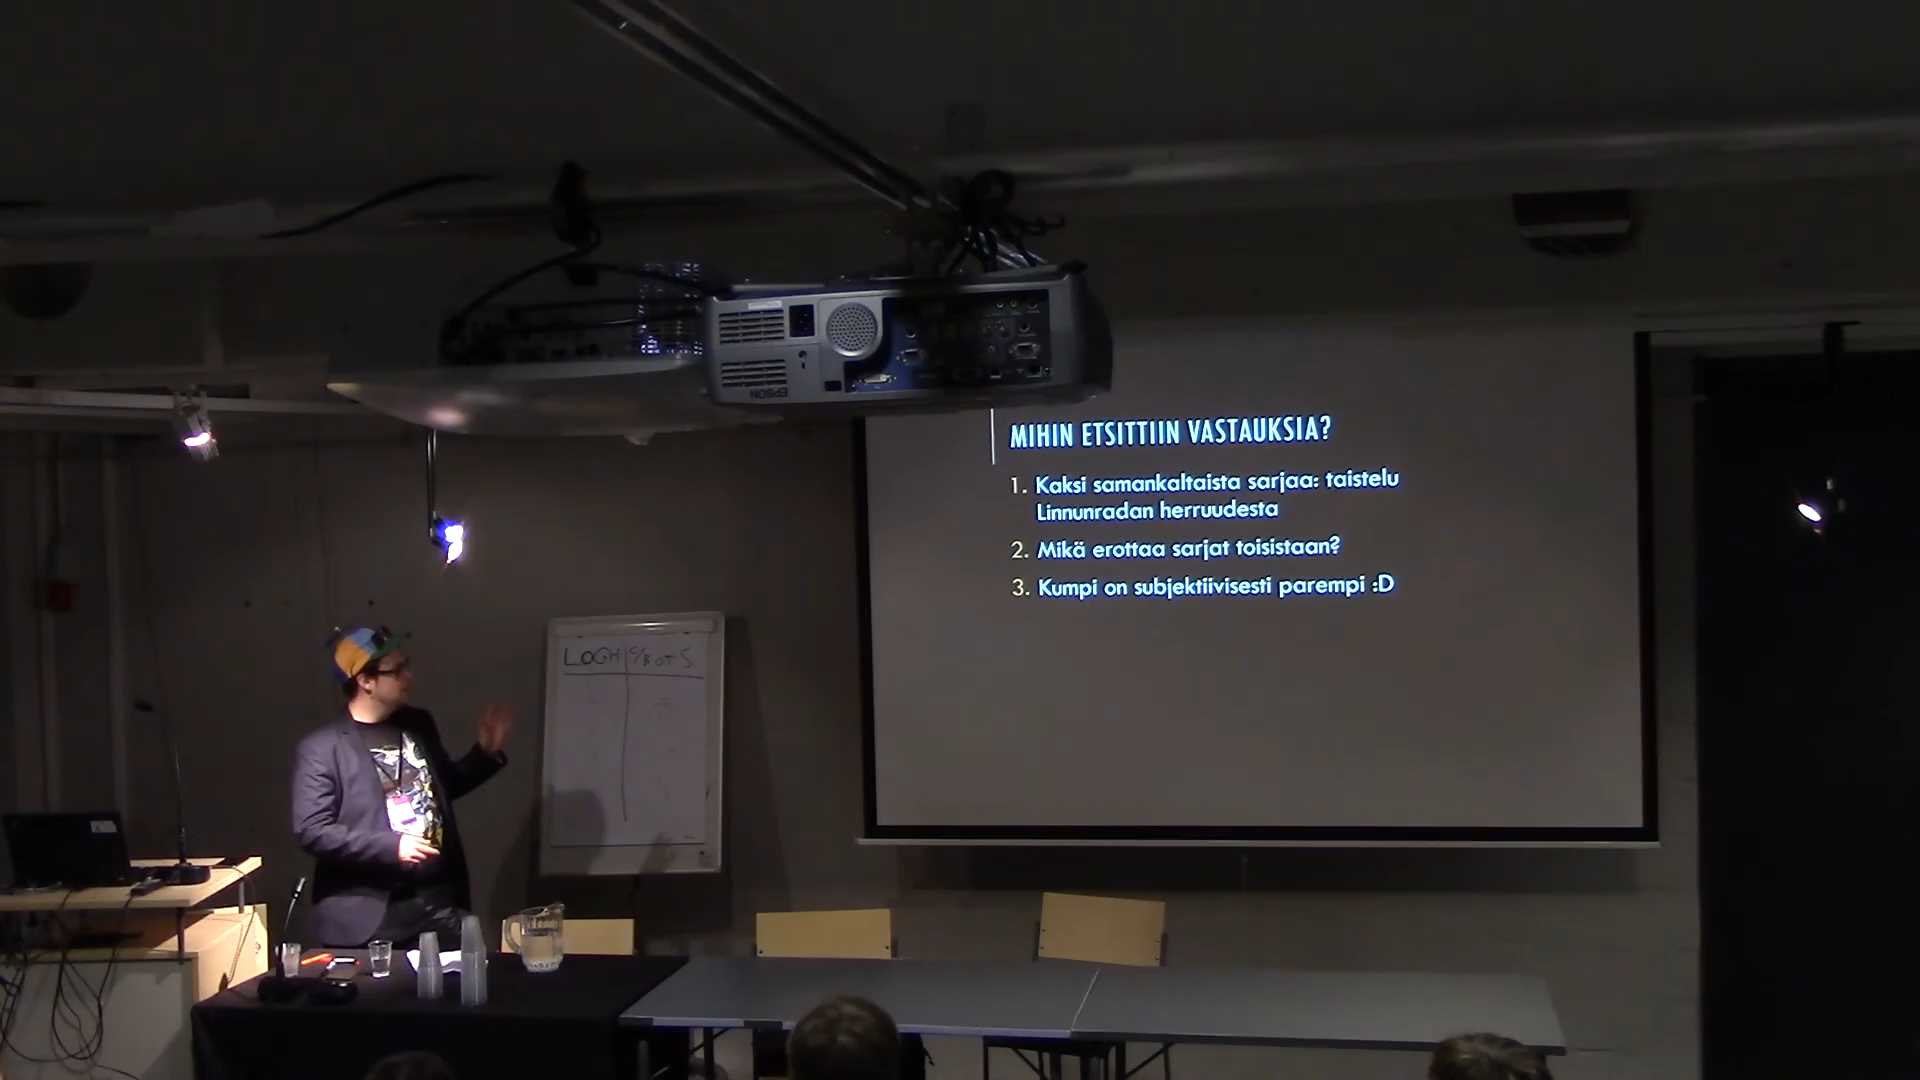 EPSON
MIHIN ETSITTIIN VASTAUKSIA?
1. Kaksi samankaltaista sarjaa: taistelu
Linnunradan herruudesta
2. Mikä erottaa sarjat toisistaan?
3. Kumpi on subjektiivisesti parempi :D
LOGH C/BotS